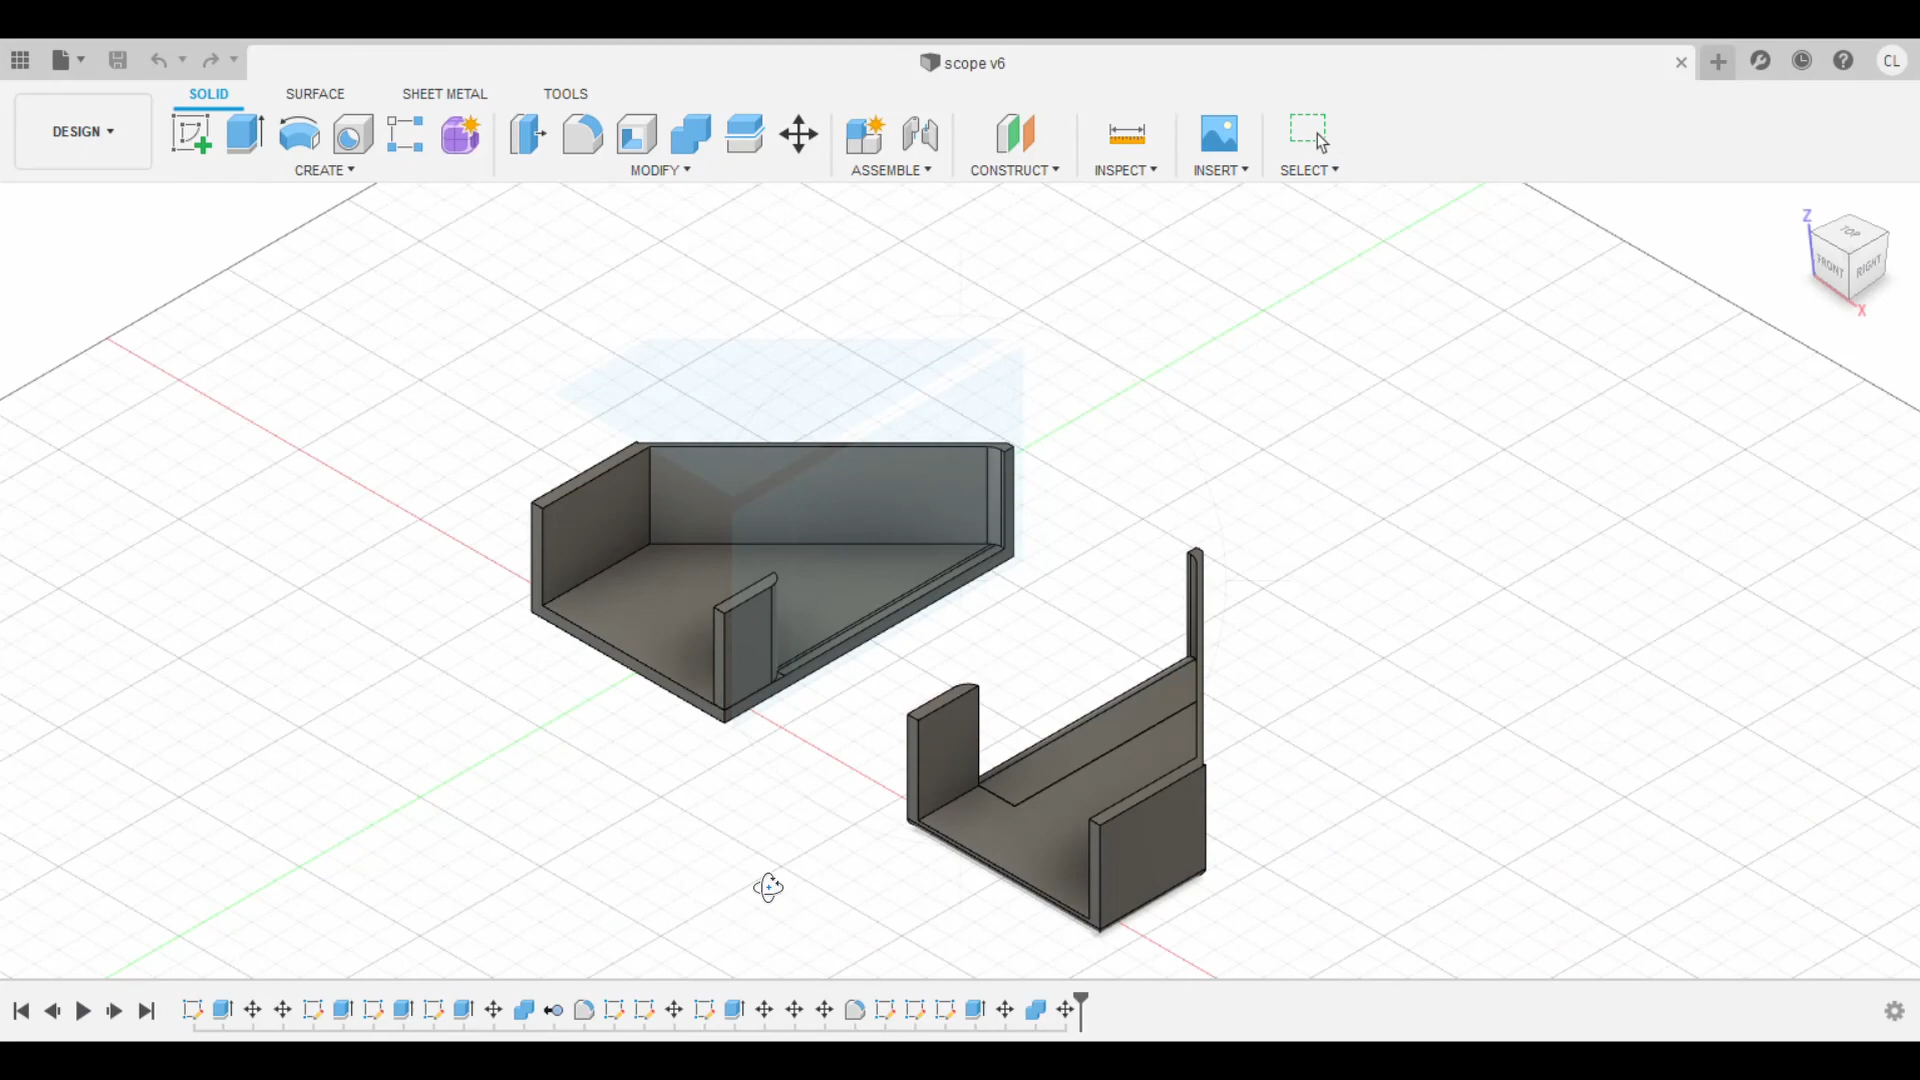 scope v6
CL
SOLID SURFACE SHEET METAL TOOLS
DESIGN
CREATE MODIFY ASSEMBLE CONSTRUCT INSPECT INSERT SELECT
Z
TOP
FRONT RIGHT
X